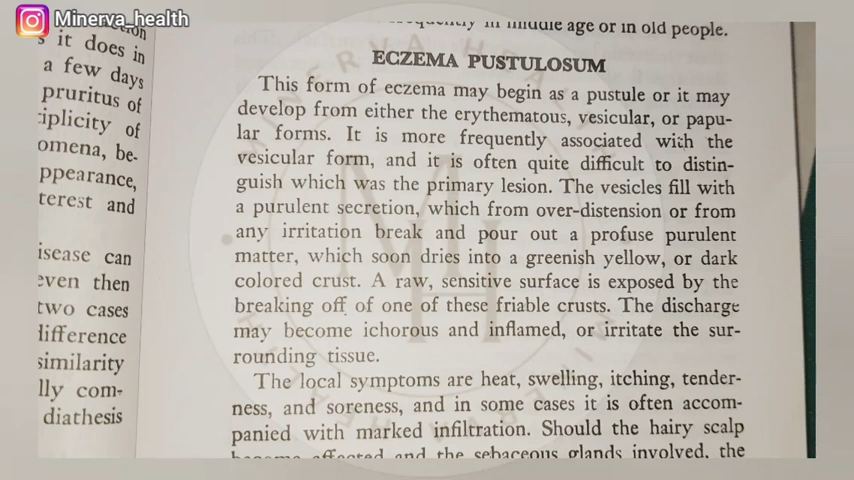 Minerva_health
it does in
a few days
pruritus of
omena, be-
terest and
even then
two cases
similarity
diathesis
in middle age or in old people.
ECZEMA PUSTULOSUM
This form of eczema may begin as a pustule or it may
develop from either the erythematous, vesicular, or papu-
lar forms. It is more frequently associated with the
vesicular form, and it is often quite difficult to distin-
guish which was the primary lesion. The vesicles fill with
a purulent secretion, which from over-distension or from
any irritation break and pour out a profuse purulent
matter, which soon dries into a greenish yellow, or dark
colored crust. A raw, sensitive surface is exposed by the
breaking off of one of these friable crusts. The discharge
may become ichorous and inflamed, or irritate the sur-
rounding tissue.
The local symptoms are heat, swelling, itching, tender-
ness, and soreness, and in some cases it is often accom-
panied with marked infiltration. Should the hairy scalp
become affected and the sebaceous glands involved, the